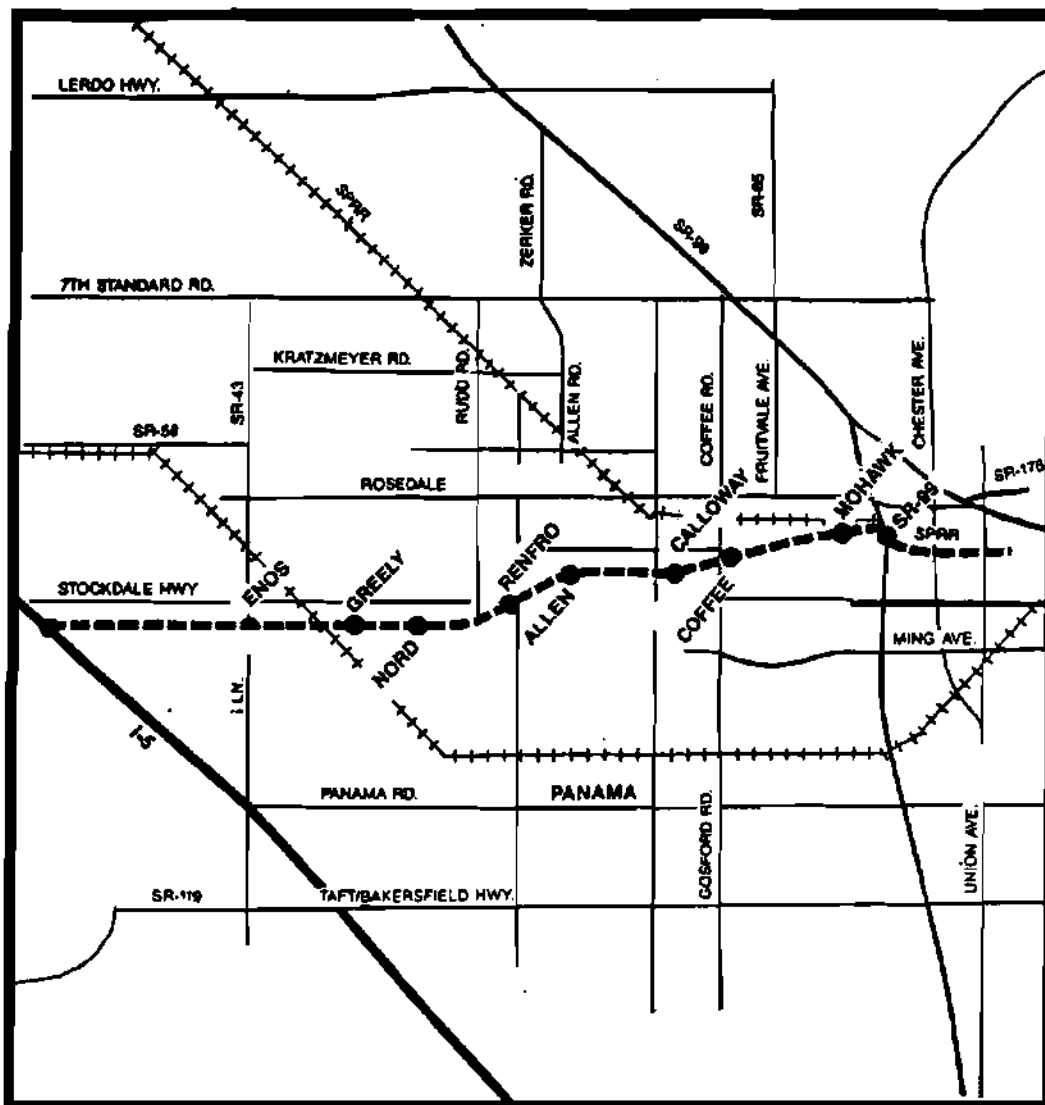 LERDO HWY.
SPRR
ZERKER RD.
SR-65
SR-99
7TH STANDARD RD.
KRATZMEYER RD.
SR-43
RUDD RD.
ALLEN RD.
COFFEE RD.
FRUITVALE AVE.
CHESTER AVE.
SR-58
ROSEDALE
SR-178
MOHAWK
CALLOWAY
SR-99
SPRR
STOCKDALE HWY
ENOS
GREELY
RENFRO
ALLEN
COFFEE
NORD
MING AVE.
I-5
PANAMA RD.
PANAMA
GOSFORD RD.
UNION AVE.
SR-119
TAFT/BAKERSFIELD HWY.